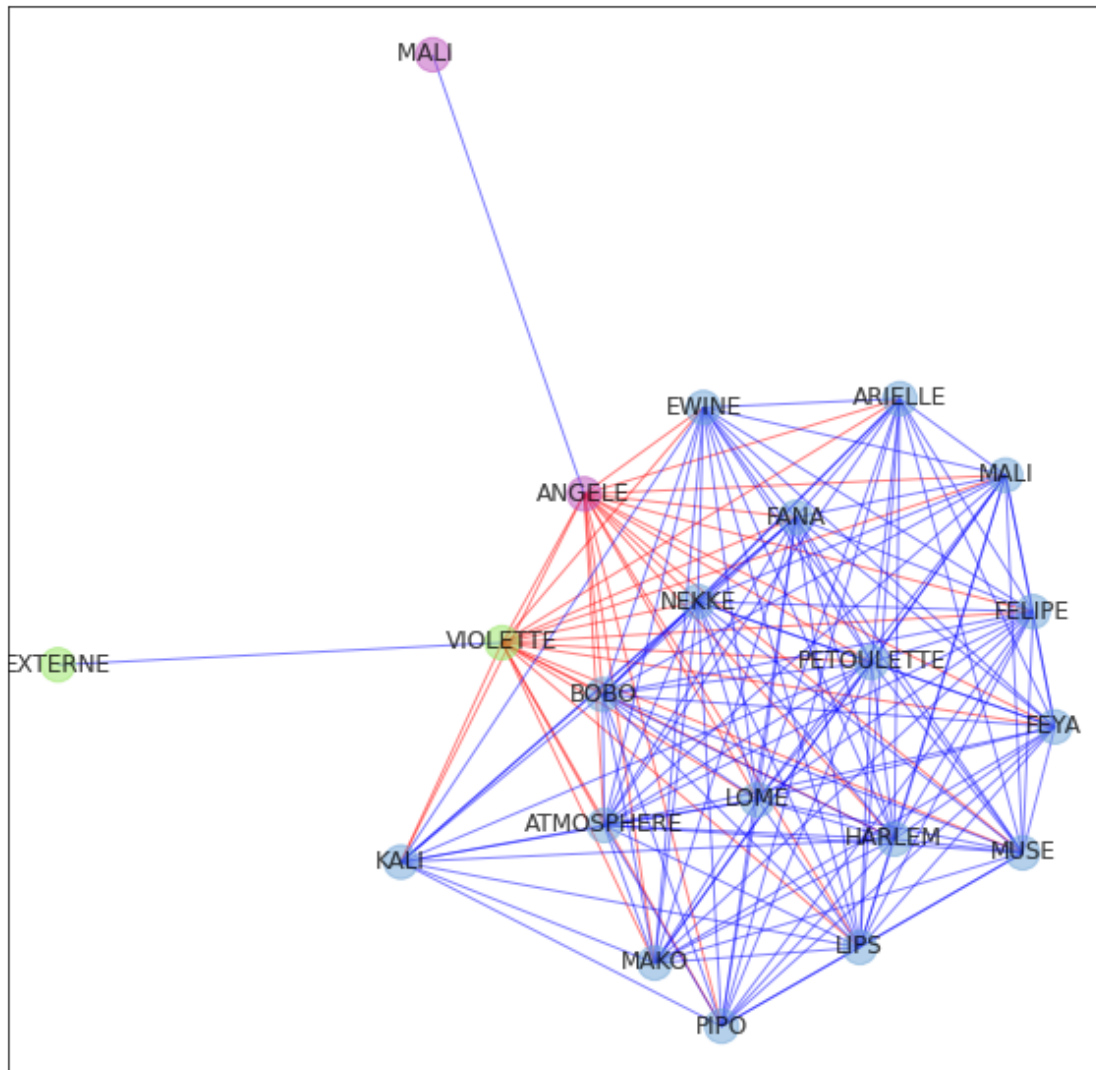 MALI
ARIELLE
EWINE
MALI
ANGELE
FANA
NEKKE
FELIPE
VIOLETTE
PETOULETTE
EXTERNE
BOBO
FEYA
LOME
ATMOSPHERE
HARLEM
MUSE
KALI
LIPS
MAKO
PIPO